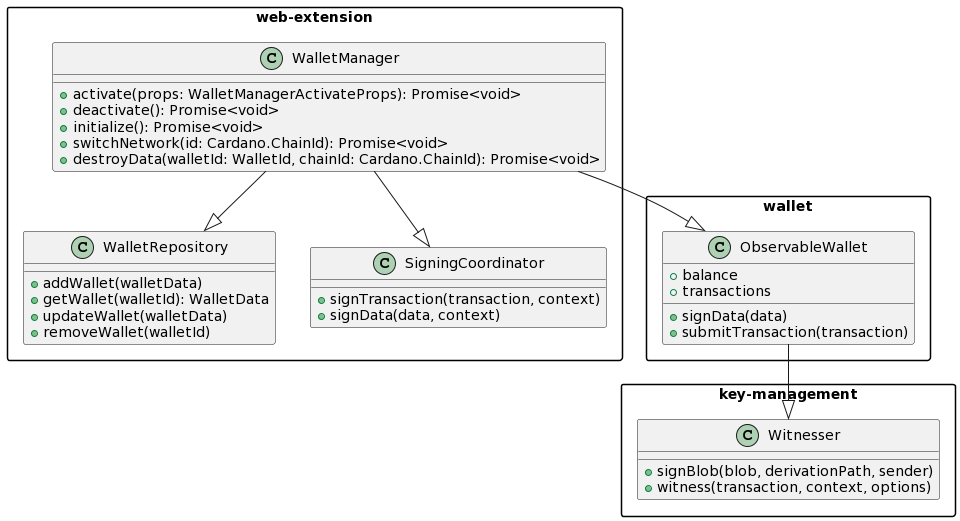 web-extension
C WalletManager
activate(props: WalletManagerActivateProps): Promise<void>
deactivate(): Promise<void>
initialize(): Promise<void>
switchNetwork(id: Cardano.ChainId): Promise<void>
destroyData(walletId: WalletId, chainId: Cardano.ChainId): Promise<void>
C WalletRepository
addWallet(walletData)
getWallet(walletId): WalletData
updateWallet(walletData)
removeWallet(walletId)
C SigningCoordinator
signTransaction(transaction, context)
signData(data, context)
wallet
C ObservableWallet
balance
transactions
signData(data)
submitTransaction(transaction)
key-management
C Witnesser
signBlob(blob, derivationPath, sender)
witness(transaction, context, options)